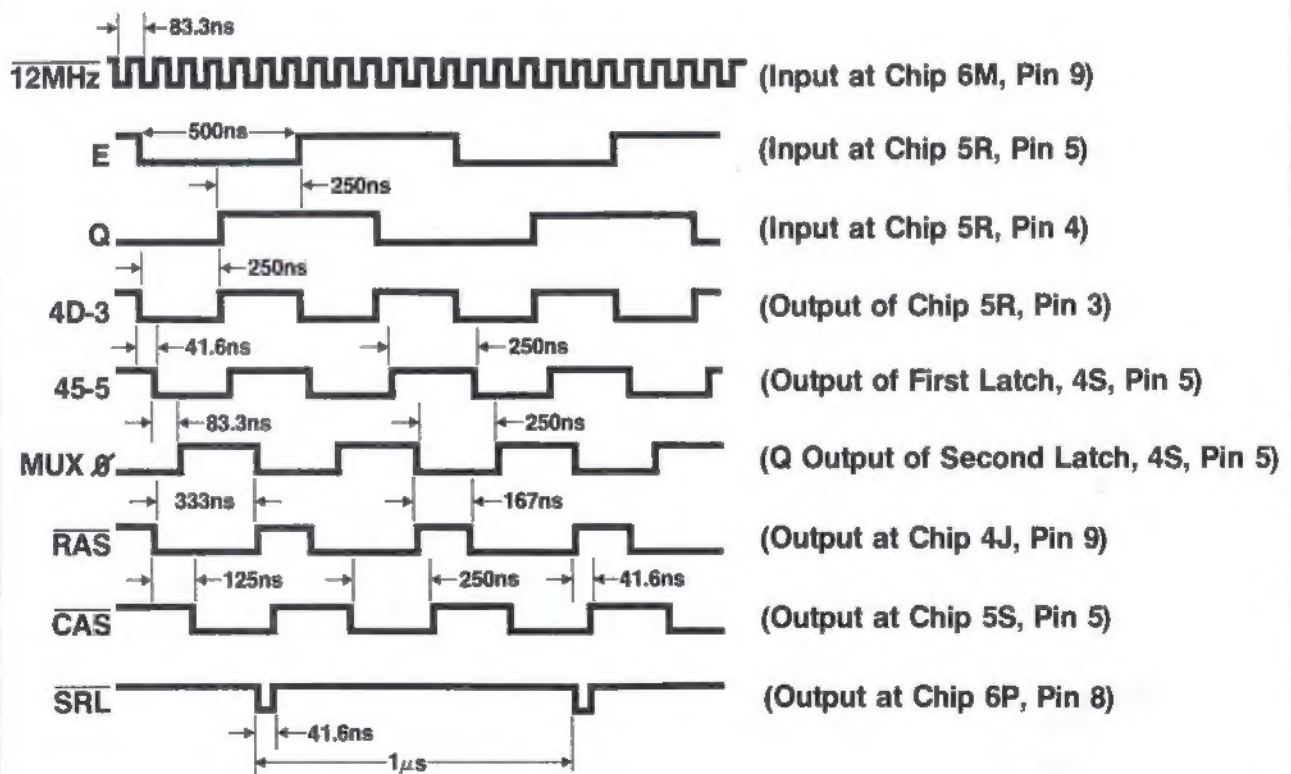 83.3ns
12MHz (Input at Chip 6M, Pin 9)
500ns
E (Input at Chip 5R, Pin 5)
250ns
Q (Input at Chip 5R, Pin 4)
250ns
4D-3 (Output of Chip 5R, Pin 3)
41.6ns 250ns
45-5 (Output of First Latch, 4S, Pin 5)
83.3ns 250ns
MUX Ø (Q Output of Second Latch, 4S, Pin 5)
333ns 167ns
RAS (Output at Chip 4J, Pin 9)
125ns 250ns 41.6ns
CAS (Output at Chip 5S, Pin 5)
SRL (Output at Chip 6P, Pin 8)
41.6ns
1μs